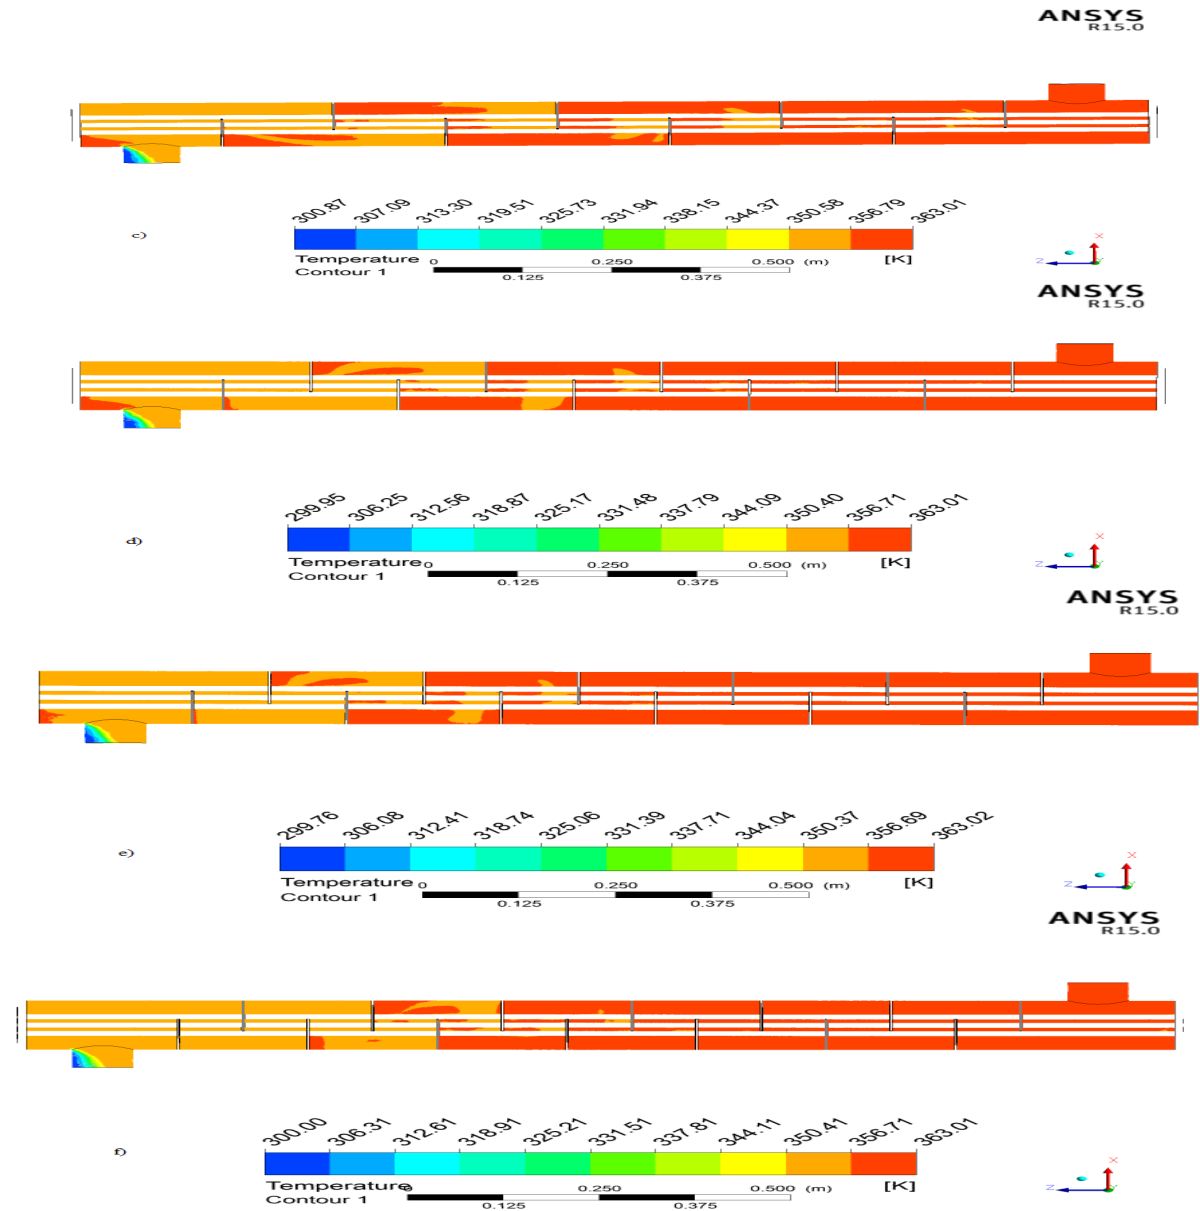 ANSYS
R15.0
300.87 307.09 313.30 319.51 325.73 331.94 338.15 344.37 350.58 356.79 363.01
c)
Temperature 0 0.250 0.500 (m) [K]
Contour 1 0.125 0.375
X
Z Y
ANSYS
R15.0
299.95 306.25 312.56 318.87 325.17 331.48 337.79 344.09 350.40 356.71 363.01
d)
Temperature 0 0.250 0.500 (m) [K]
Contour 1 0.125 0.375
X
Z Y
ANSYS
R15.0
299.76 306.08 312.41 318.74 325.06 331.39 337.71 344.04 350.37 356.69 363.02
e)
Temperature 0 0.250 0.500 (m) [K]
Contour 1 0.125 0.375
X
Z Y
ANSYS
R15.0
300.00 306.31 312.61 318.91 325.21 331.51 337.81 344.11 350.41 356.71 363.01
f)
Temperature 0 0.250 0.500 (m) [K]
Contour 1 0.125 0.375
X
Z Y